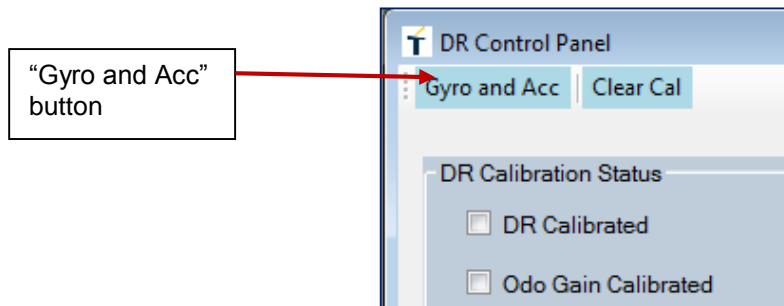 “Gyro and Acc”
button
DR Control Panel
Gyro and Acc Clear Cal
DR Calibration Status
DR Calibrated
Odo Gain Calibrated